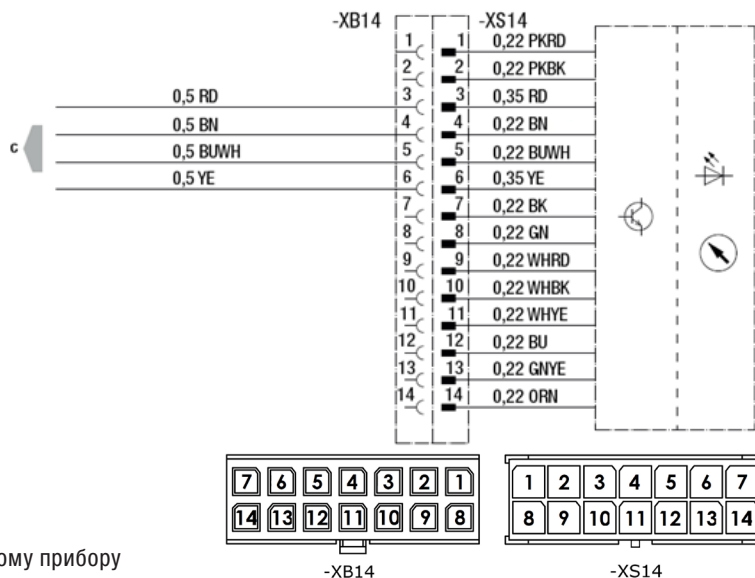 -XB14 -XS14
1 1 0,22 PKRD
2 2 0,22 PKBK
0,5 RD 3 3 0,35 RD
0,5 BN 4 4 0,22 BN
c 0,5 BUWH 5 5 0,22 BUWH
0,5 YE 6 6 0,35 YE
7 7 0,22 BK
8 8 0,22 GN
9 9 0,22 WHRD
10 10 0,22 WHBK
11 11 0,22 WHYE
12 12 0,22 BU
13 13 0,22 GNYE
14 14 0,22 ORN
7 6 5 4 3 2 1 1 2 3 4 5 6 7
14 13 12 11 10 9 8 8 9 10 11 12 13 14
ому прибору
-XB14 -XS14